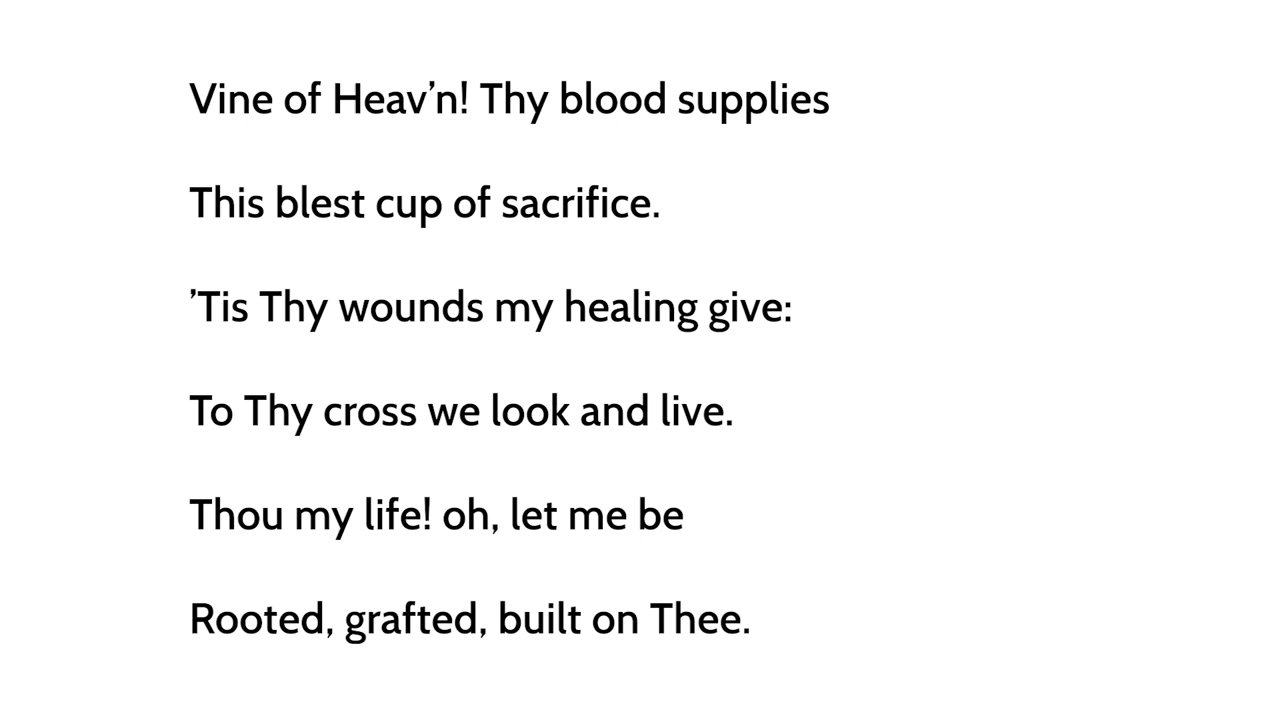 Vine of Heav’n! Thy blood supplies
This blest cup of sacrifice.
’Tis Thy wounds my healing give:
To Thy cross we look and live.
Thou my life! oh, let me be
Rooted, grafted, built on Thee.